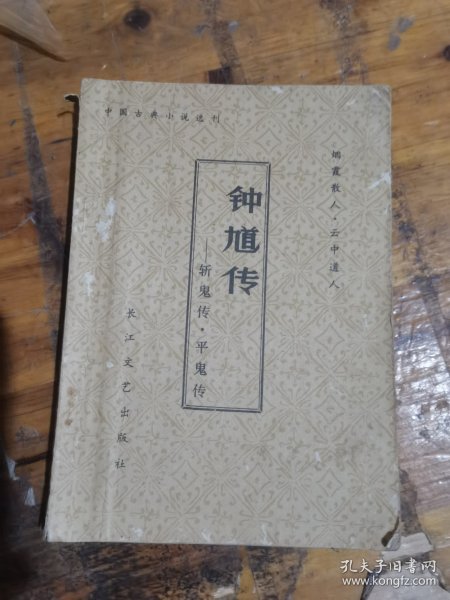 中国古典小说选刊
烟霞散人·云中道人
钟馗传
——斩鬼传·平鬼传
长江文艺出版社
孔夫子旧书网
www.kongfz.com